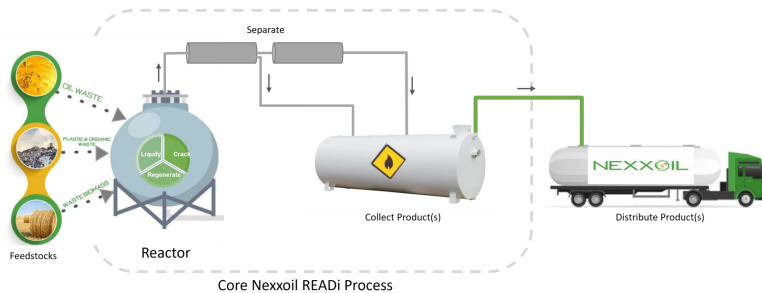 Separate
OIL WASTE
PLASTIC & ORGANIC
WASTE
WASTE BIOMASS
Liquify
Crack
Regenerate
NEXXOIL
Collect Product(s)
Distribute Product(s)
Feedstocks
Reactor
Core Nexxoil READi Process